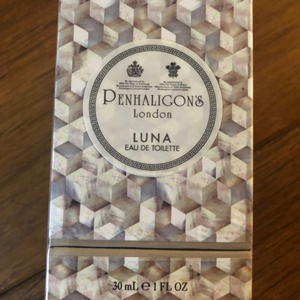 PENHALIGON'S
London
LUNA
EAU DE TOILETTE
30 mL e 1 FL OZ